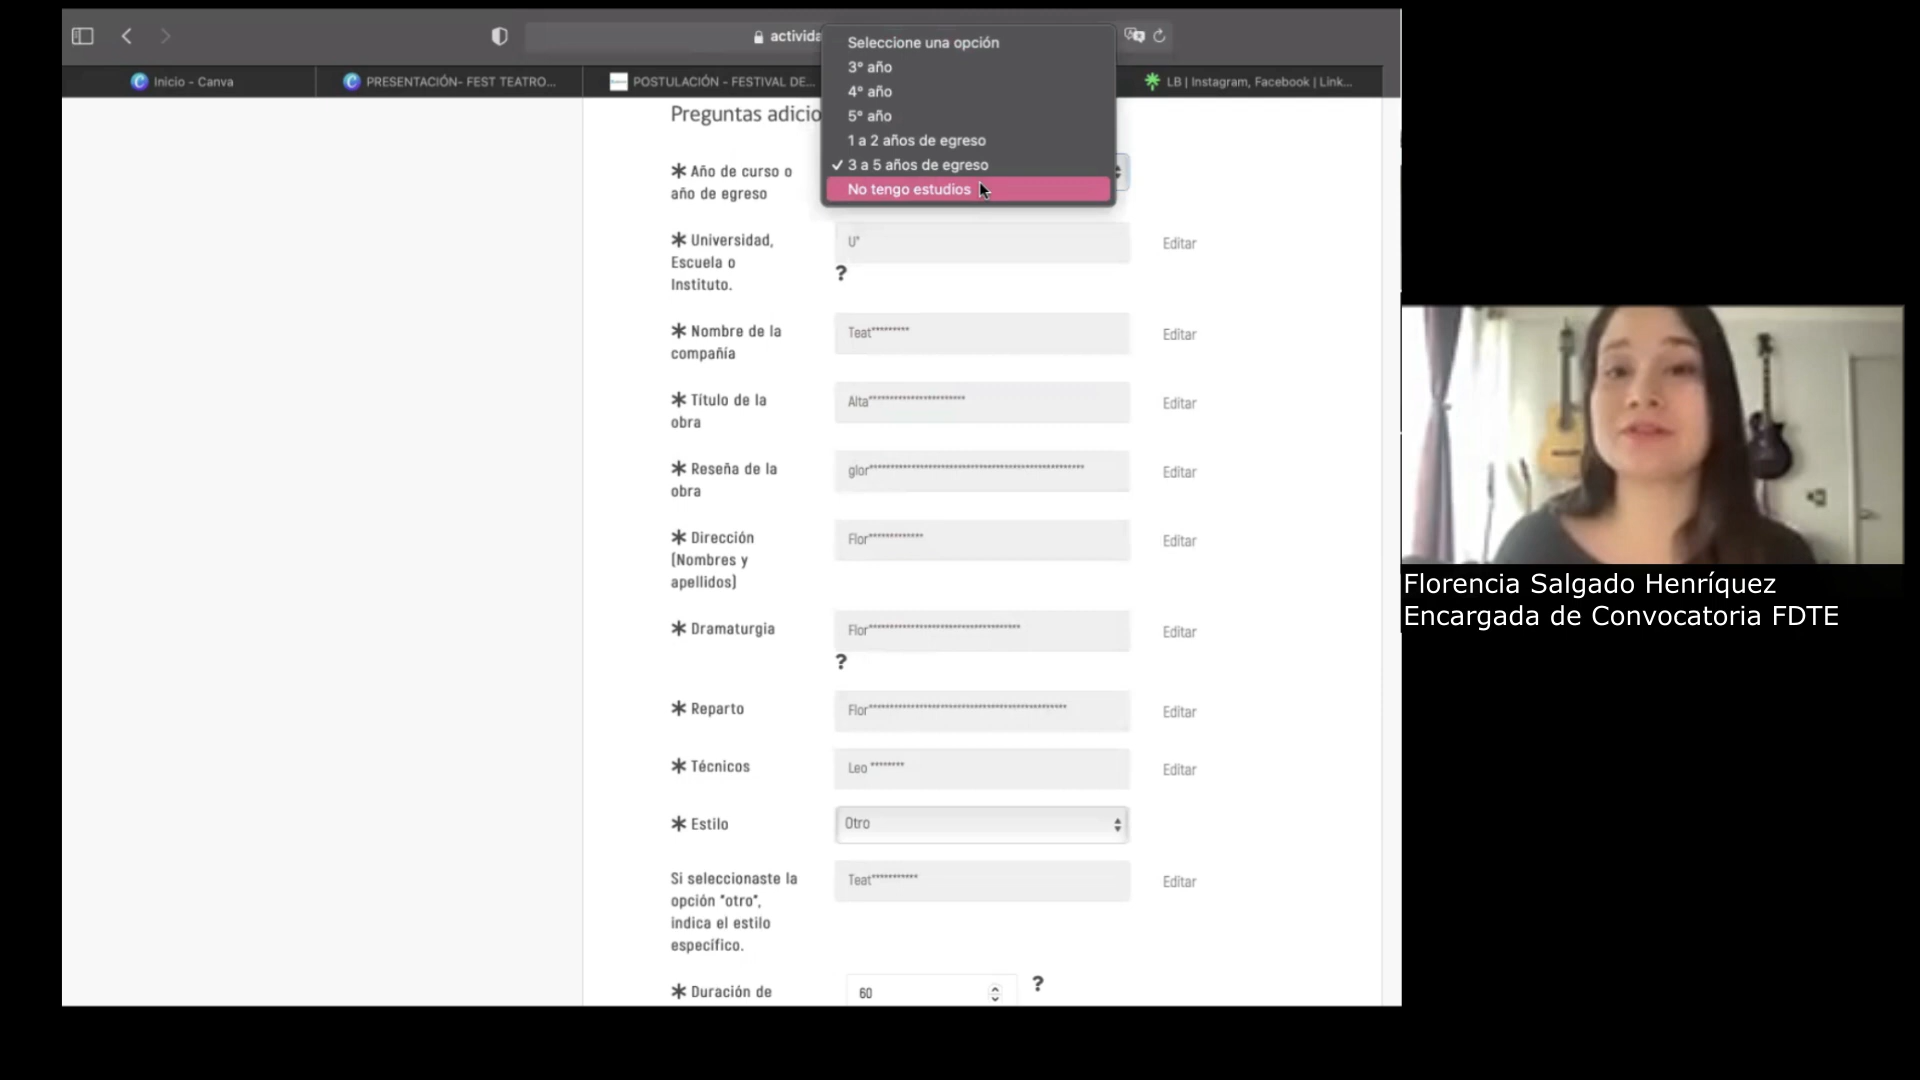 activida
Inicio - Canva
PRESENTACIÓN- FEST TEATRO...
POSTULACIÓN - FESTIVAL DE...
LB | Instagram, Facebook | Link...
Seleccione una opción
3º año
4º año
5º año
1 a 2 años de egreso
✓ 3 a 5 años de egreso
No tengo estudios
Preguntas adicio
* Año de curso o
año de egreso
* Universidad,
Escuela o
Instituto.
U*
Editar
?
* Nombre de la
compañía
Teat*********
Editar
* Título de la
obra
Alta***********************
Editar
* Reseña de la
obra
glor***************************************************
Editar
* Dirección
(Nombres y
apellidos)
Flor*************
Editar
* Dramaturgia
Flor************************************
Editar
?
* Reparto
Flor***********************************************
Editar
* Técnicos
Leo ********
Editar
* Estilo
Otro
Si seleccionaste la
opción "otro",
indica el estilo
específico.
Teat***********
Editar
* Duración de
60
?
Florencia Salgado Henríquez
Encargada de Convocatoria FDTE